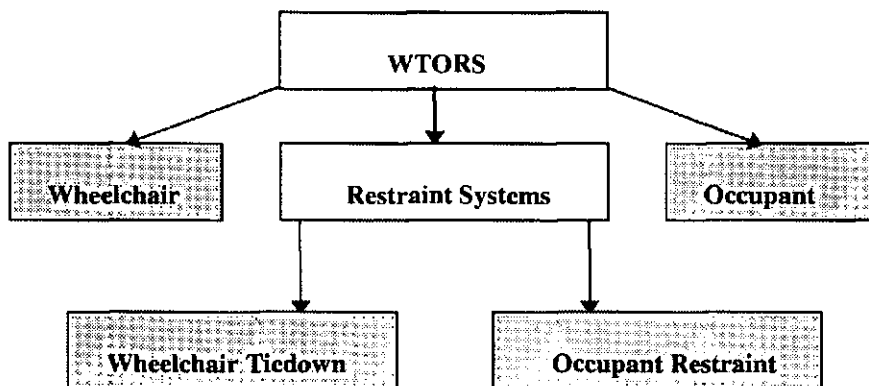 WTORS
Wheelchair
Restraint Systems
Occupant
Wheelchair Tiedown
Occupant Restraint